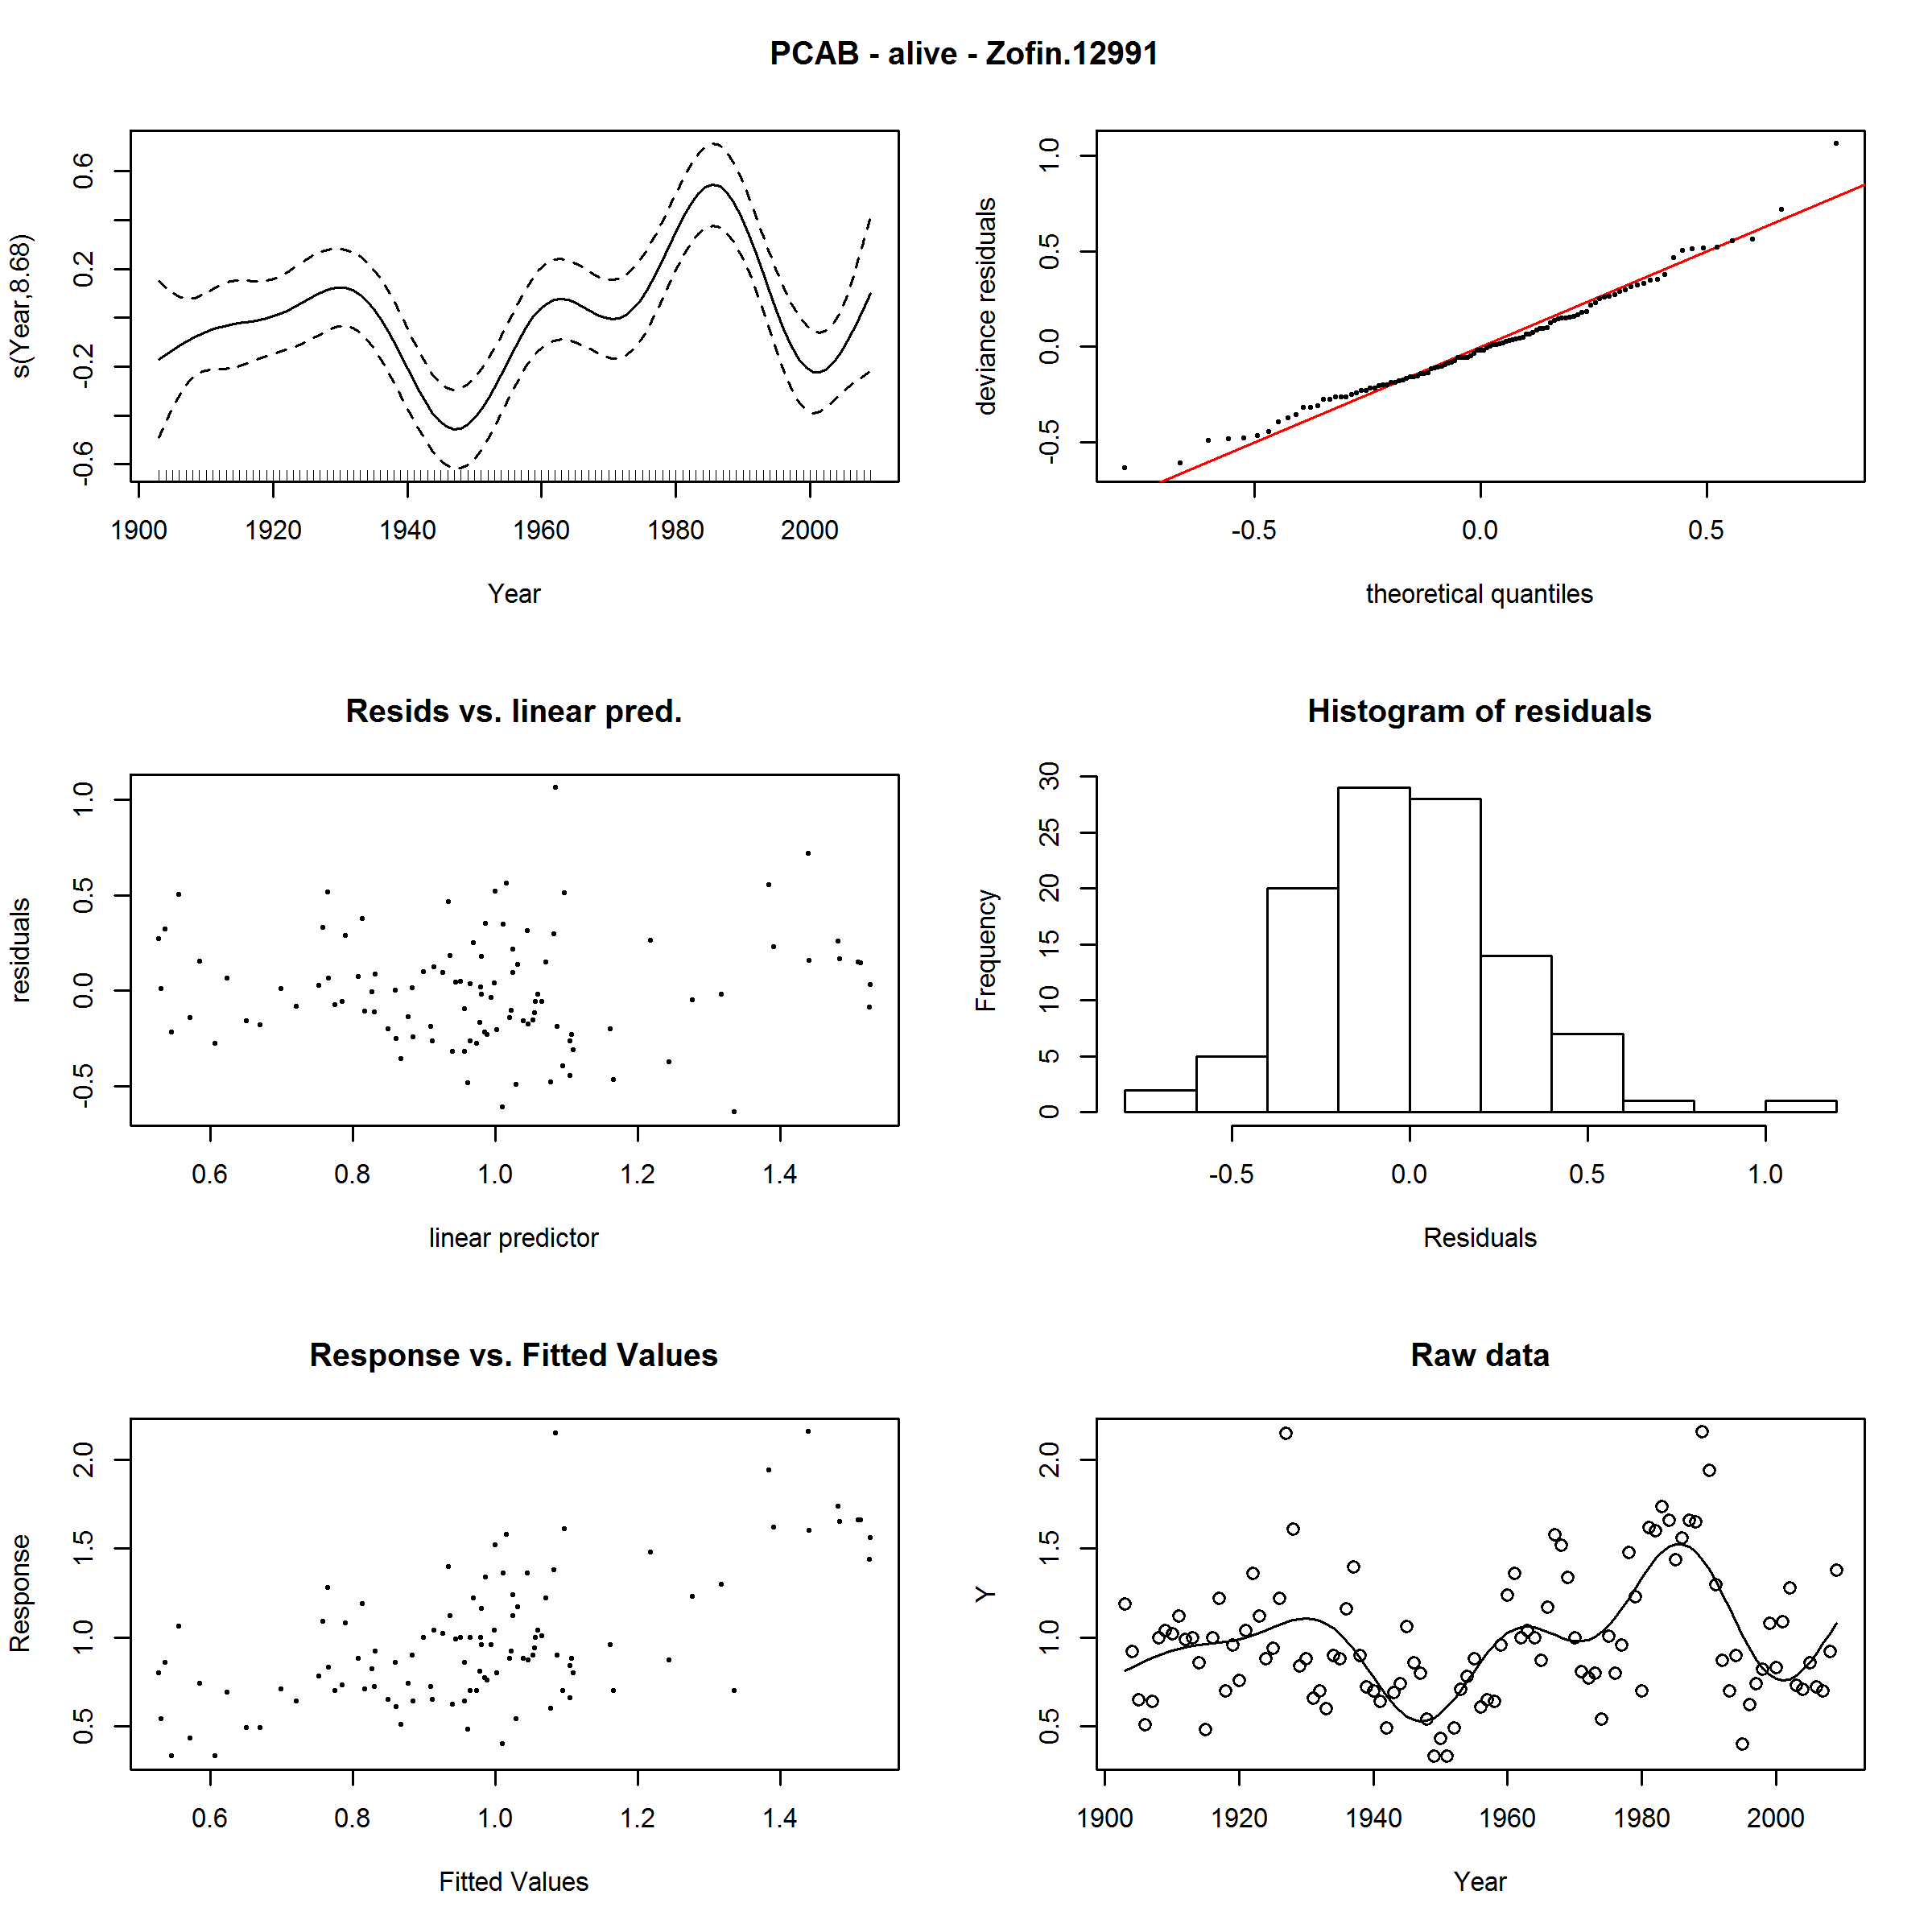 PCAB - alive - Zofin.12991
s(Year,8.68)
-0.6 -0.2 0.2 0.6
1900 1920 1940 1960 1980 2000
Year
deviance residuals
-0.5 0.0 0.5 1.0
-0.5 0.0 0.5
theoretical quantiles
Resids vs. linear pred.
residuals
-0.5 0.0 0.5 1.0
0.6 0.8 1.0 1.2 1.4
linear predictor
Histogram of residuals
Frequency
0 5 10 15 20 25 30
-0.5 0.0 0.5 1.0
Residuals
Response vs. Fitted Values
Response
0.5 1.0 1.5 2.0
0.6 0.8 1.0 1.2 1.4
Fitted Values
Raw data
Y
0.5 1.0 1.5 2.0
1900 1920 1940 1960 1980 2000
Year